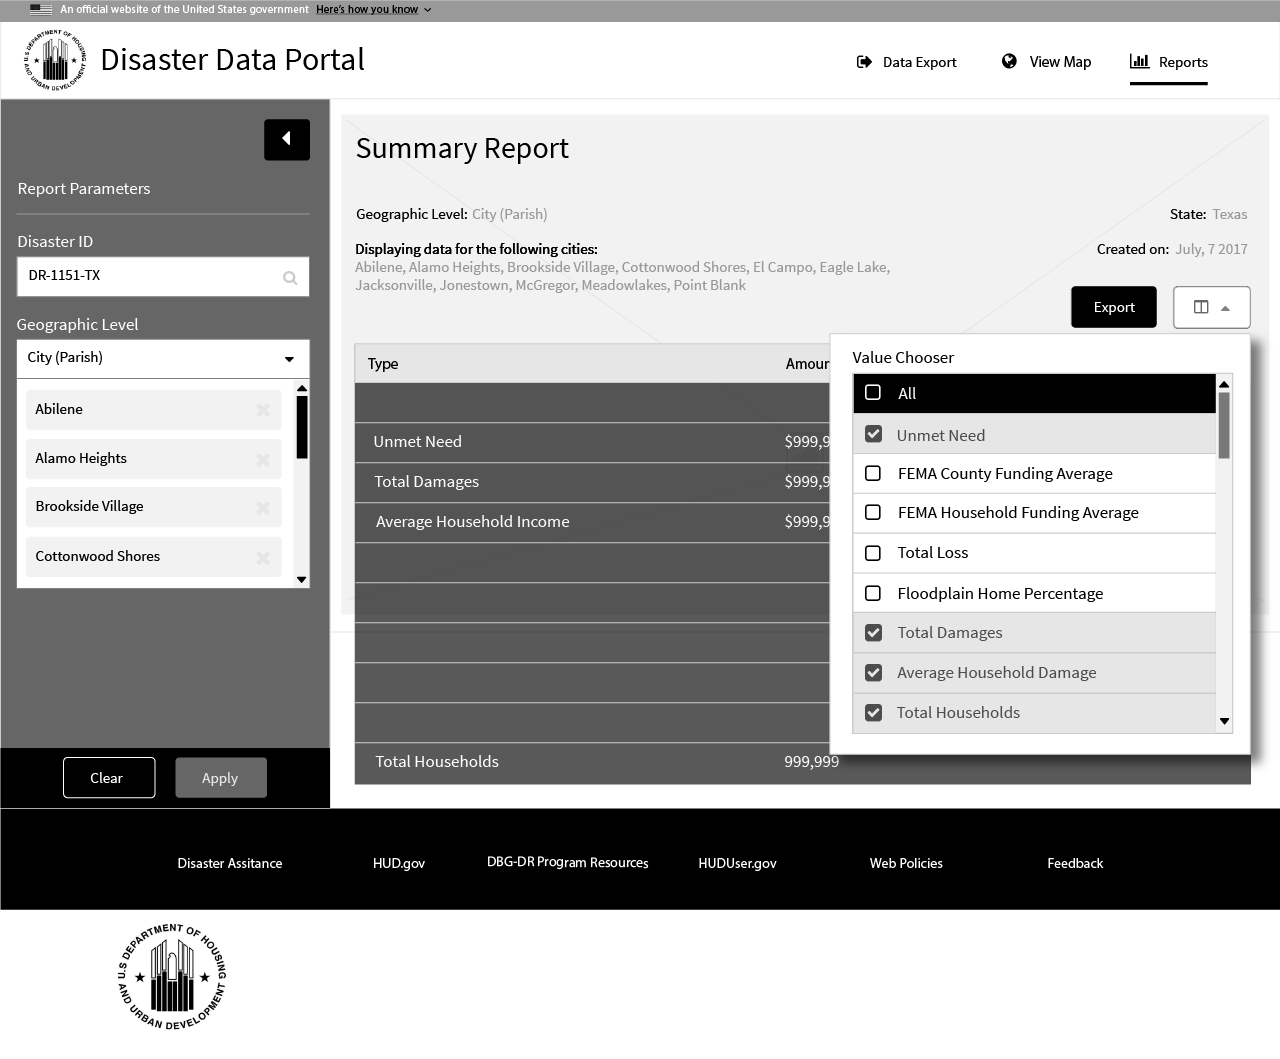 An official website of the United States government Here's how you know
U.S DEPARTMENT OF HOUSING
AND URBAN DEVELOPMENT
Disaster Data Portal
Data Export
View Map
Reports
Report Parameters
Disaster ID
DR-1151-TX
Geographic Level
City (Parish)
Abilene
Alamo Heights
Brookside Village
Cottonwood Shores
Clear
Apply
Summary Report
Geographic Level: City (Parish)
State: Texas
Displaying data for the following cities:
Created on: July, 7 2017
Abilene, Alamo Heights, Brookside Village, Cottonwood Shores, El Campo, Eagle Lake,
Jacksonville, Jonestown, McGregor, Meadowlakes, Point Blank
Export
Type Amour
Unmet Need $999,9
Total Damages $999,9
Average Household Income $999,9
Total Households 999,999
Value Chooser
All
Unmet Need
FEMA County Funding Average
FEMA Household Funding Average
Total Loss
Floodplain Home Percentage
Total Damages
Average Household Damage
Total Households
Disaster Assitance
HUD.gov
DBG-DR Program Resources
HUDUser.gov
Web Policies
Feedback
U.S DEPARTMENT OF HOUSING
AND URBAN DEVELOPMENT